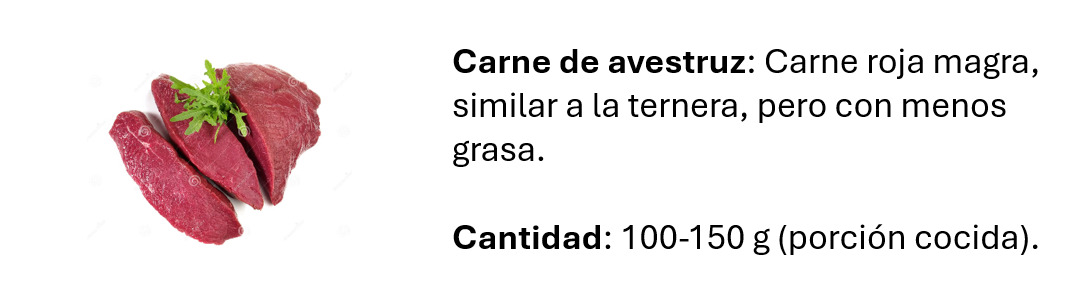 Carne de avestruz: Carne roja magra,
similar a la ternera, pero con menos
grasa.
Cantidad: 100-150 g (porción cocida).